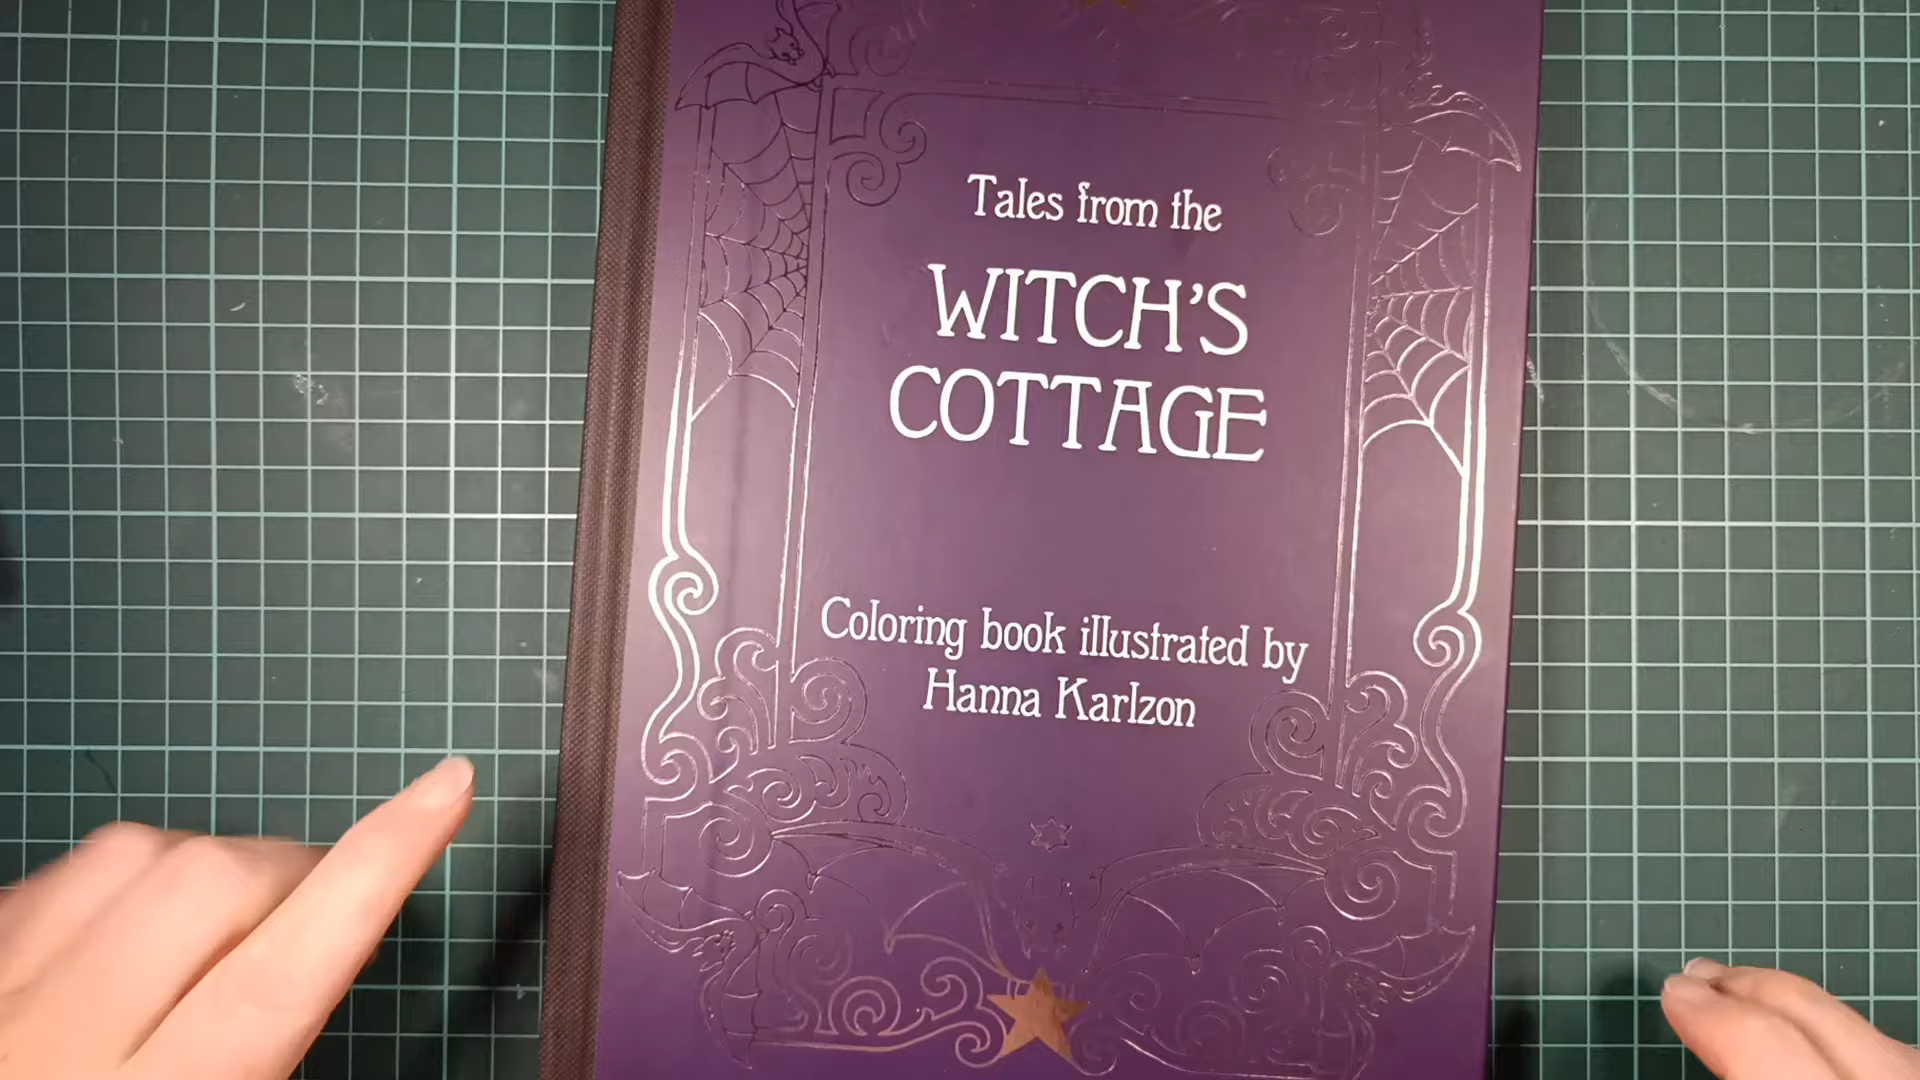 Tales from the
WITCH'S
COTTAGE
Coloring book illustrated by
Hanna Karlzon